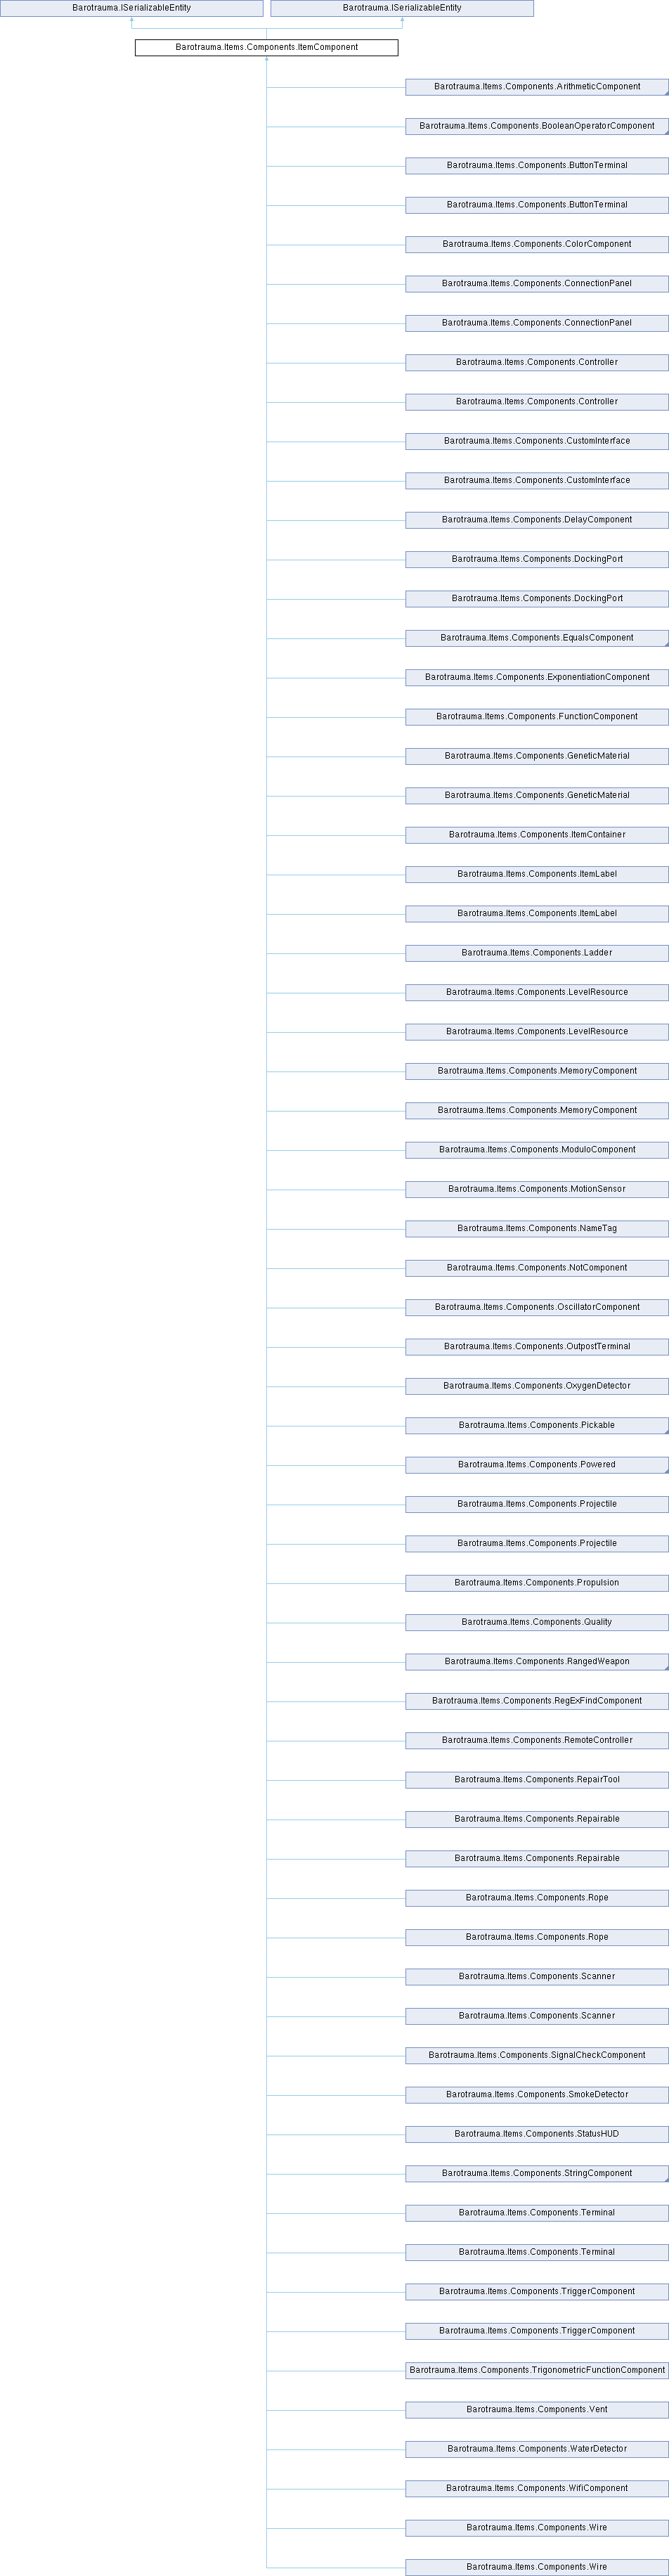 Barotrauma.ISerializableEntity
Barotrauma.ISerializableEntity
Barotrauma.Items.Components.ItemComponent
Barotrauma.Items.Components.ArithmeticComponent
Barotrauma.Items.Components.BooleanOperatorComponent
Barotrauma.Items.Components.ButtonTerminal
Barotrauma.Items.Components.ButtonTerminal
Barotrauma.Items.Components.ColorComponent
Barotrauma.Items.Components.ConnectionPanel
Barotrauma.Items.Components.ConnectionPanel
Barotrauma.Items.Components.Controller
Barotrauma.Items.Components.Controller
Barotrauma.Items.Components.CustomInterface
Barotrauma.Items.Components.CustomInterface
Barotrauma.Items.Components.DelayComponent
Barotrauma.Items.Components.DockingPort
Barotrauma.Items.Components.DockingPort
Barotrauma.Items.Components.EqualsComponent
Barotrauma.Items.Components.ExponentiationComponent
Barotrauma.Items.Components.FunctionComponent
Barotrauma.Items.Components.GeneticMaterial
Barotrauma.Items.Components.GeneticMaterial
Barotrauma.Items.Components.ItemContainer
Barotrauma.Items.Components.ItemLabel
Barotrauma.Items.Components.ItemLabel
Barotrauma.Items.Components.Ladder
Barotrauma.Items.Components.LevelResource
Barotrauma.Items.Components.LevelResource
Barotrauma.Items.Components.MemoryComponent
Barotrauma.Items.Components.MemoryComponent
Barotrauma.Items.Components.ModuloComponent
Barotrauma.Items.Components.MotionSensor
Barotrauma.Items.Components.NameTag
Barotrauma.Items.Components.NotComponent
Barotrauma.Items.Components.OscillatorComponent
Barotrauma.Items.Components.OutpostTerminal
Barotrauma.Items.Components.OxygenDetector
Barotrauma.Items.Components.Pickable
Barotrauma.Items.Components.Powered
Barotrauma.Items.Components.Projectile
Barotrauma.Items.Components.Projectile
Barotrauma.Items.Components.Propulsion
Barotrauma.Items.Components.Quality
Barotrauma.Items.Components.RangedWeapon
Barotrauma.Items.Components.RegExFindComponent
Barotrauma.Items.Components.RemoteController
Barotrauma.Items.Components.RepairTool
Barotrauma.Items.Components.Repairable
Barotrauma.Items.Components.Repairable
Barotrauma.Items.Components.Rope
Barotrauma.Items.Components.Rope
Barotrauma.Items.Components.Scanner
Barotrauma.Items.Components.Scanner
Barotrauma.Items.Components.SignalCheckComponent
Barotrauma.Items.Components.SmokeDetector
Barotrauma.Items.Components.StatusHUD
Barotrauma.Items.Components.StringComponent
Barotrauma.Items.Components.Terminal
Barotrauma.Items.Components.Terminal
Barotrauma.Items.Components.TriggerComponent
Barotrauma.Items.Components.TriggerComponent
Barotrauma.Items.Components.TrigonometricFunctionComponent
Barotrauma.Items.Components.Vent
Barotrauma.Items.Components.WaterDetector
Barotrauma.Items.Components.WifiComponent
Barotrauma.Items.Components.Wire
Barotrauma.Items.Components.Wire